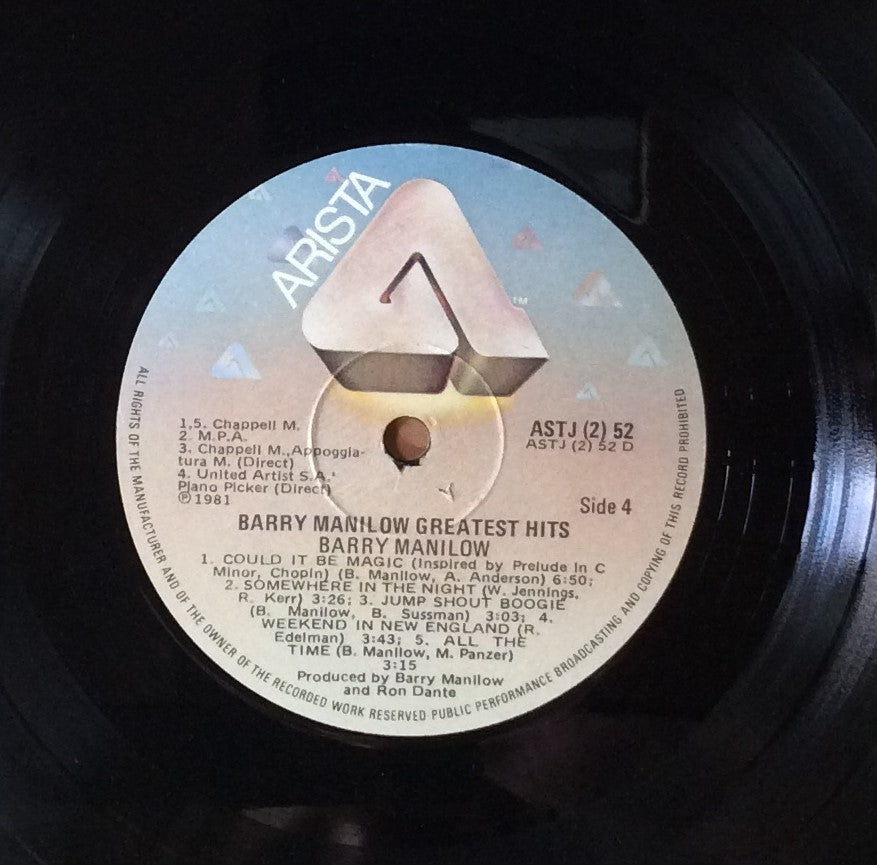 ARISTA
TM
1,5. Chappell M.
2. M.P.A.
3. Chappell M.,Appoggia-
tura M. (Direct)
4. United Artist S.A.'
Piano Picker (Direct)
℗1981
ASTJ (2) 52
ASTJ (2) 52 D
Side 4
BARRY MANILOW GREATEST HITS
BARRY MANILOW
1. COULD IT BE MAGIC (Inspired by Prelude in C
Minor, Chopin) (B. Manilow, A. Anderson) 6:50;
2. SOMEWHERE IN THE NIGHT (W. Jennings,
R. Kerr) 3:26; 3. JUMP SHOUT BOOGIE
(B. Manilow, B. Sussman) 3:03; 4.
WEEKEND IN NEW ENGLAND (R.
Edelman) 3:43; 5. ALL THE
TIME (B. Manilow, M. Panzer)
3:15
Produced by Barry Manilow
and Ron Dante
ALL RIGHTS OF THE MANUFACTURER AND OF THE OWNER OF THE RECORDED WORK RESERVED·PUBLIC PERFORMANCE BROADCASTING AND COPYING OF THIS RECORD PROHIBITED